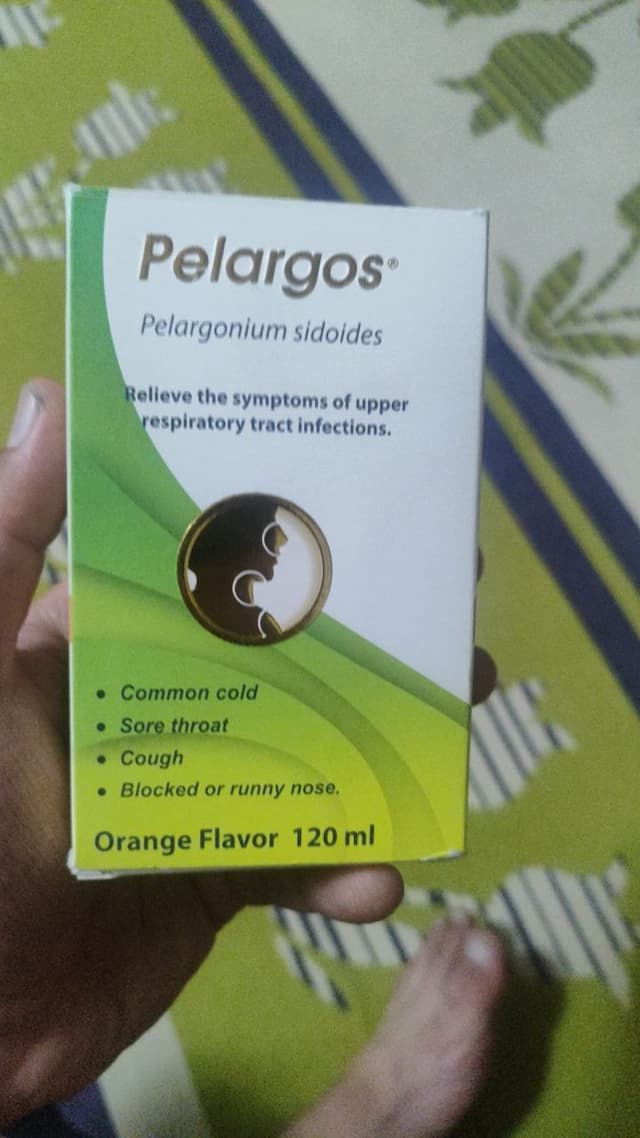 Pelargos®
Pelargonium sidoides
Relieve the symptoms of upper
respiratory tract infections.
• Common cold
• Sore throat
• Cough
• Blocked or runny nose.
Orange Flavor 120 ml